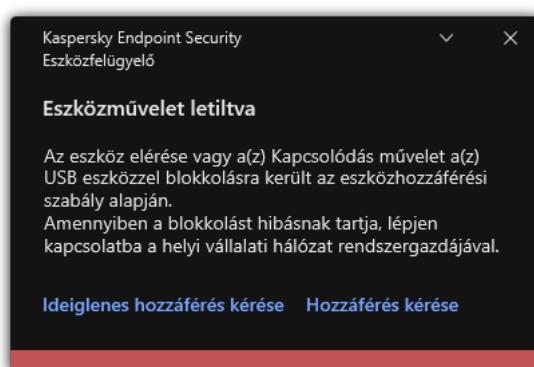 Kaspersky Endpoint Security
Eszközfelügyelő
Eszközművelet letiltva
Az eszköz elérése vagy a(z) Kapcsolódás művelet a(z)
USB eszközzel blokkolásra került az eszközhozzáférési
szabály alapján.
Amennyiben a blokkolást hibásnak tartja, lépjen
kapcsolatba a helyi vállalati hálózat rendszergazdájával.
Ideiglenes hozzáférés kérése Hozzáférés kérése